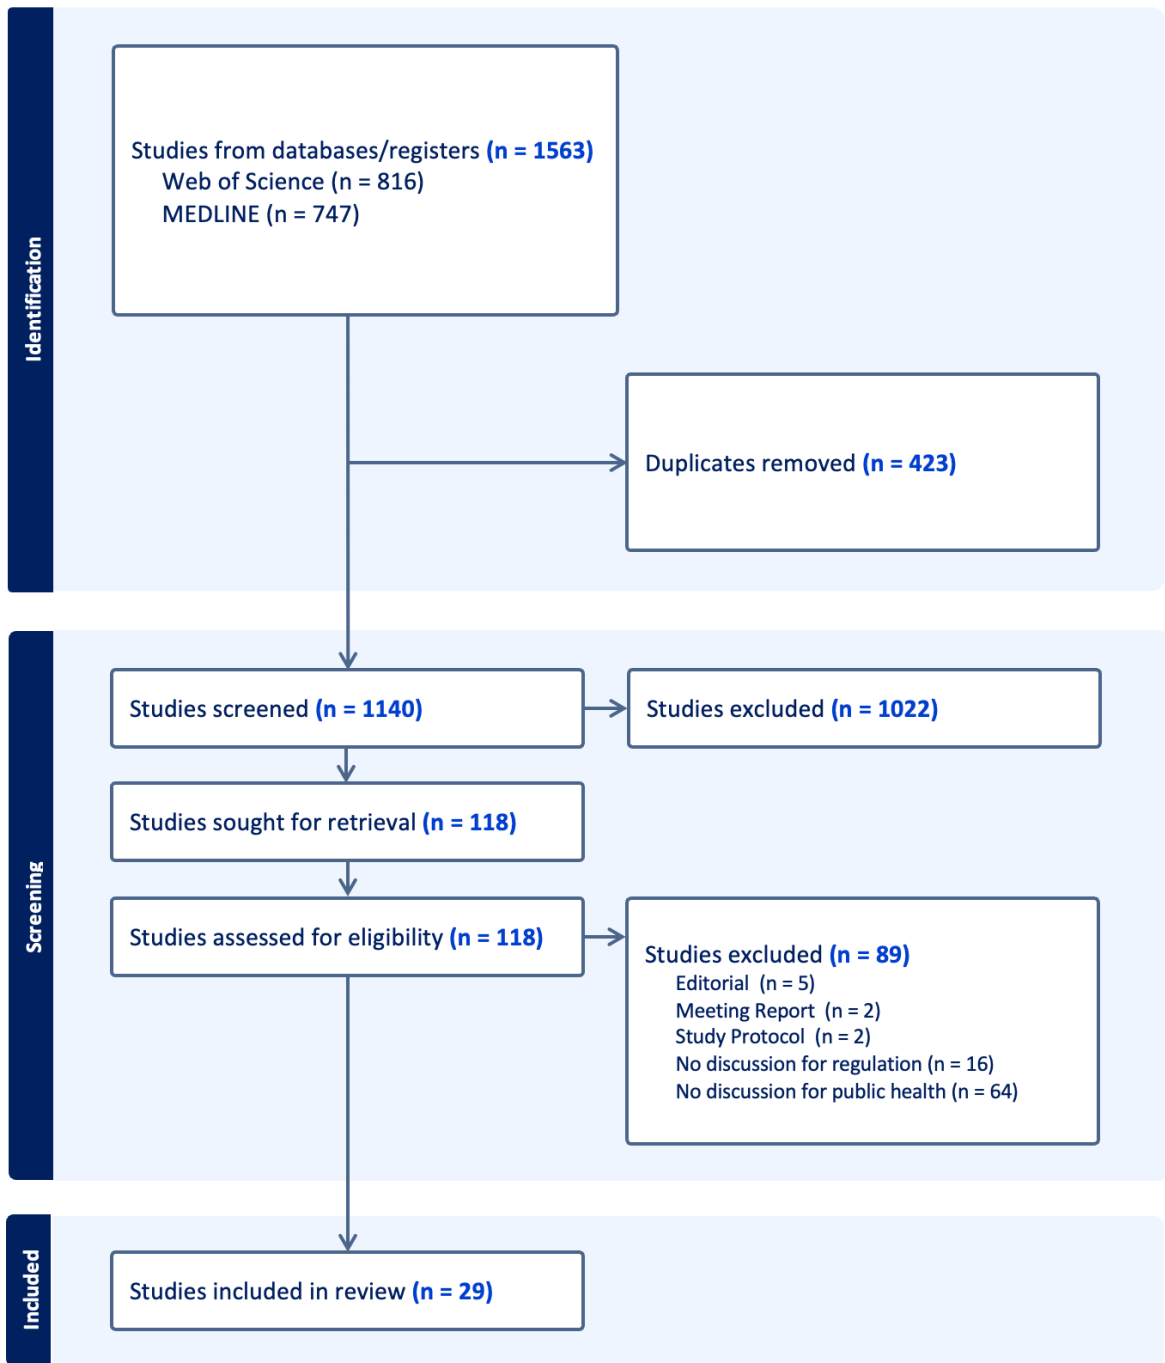 Identification
Studies from databases/registers (n = 1563)
Web of Science (n = 816)
MEDLINE (n = 747)
Duplicates removed (n = 423)
Screening
Studies screened (n = 1140)
Studies excluded (n = 1022)
Studies sought for retrieval (n = 118)
Studies assessed for eligibility (n = 118)
Studies excluded (n = 89)
Editorial (n = 5)
Meeting Report (n = 2)
Study Protocol (n = 2)
No discussion for regulation (n = 16)
No discussion for public health (n = 64)
Included
Studies included in review (n = 29)